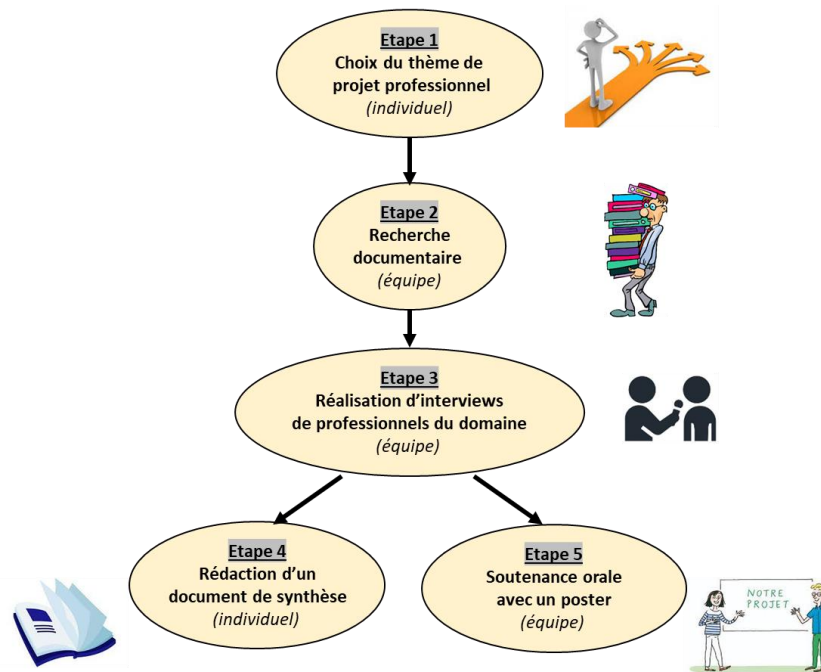 Etape 1
Choix du thème de
projet professionnel
(individuel)
Etape 2
Recherche
documentaire
(équipe)
Etape 3
Réalisation d’interviews
de professionnels du domaine
(équipe)
Etape 4
Rédaction d’un
document de synthèse
(individuel)
Etape 5
Soutenance orale
avec un poster
(équipe)
NOTRE
PROJET